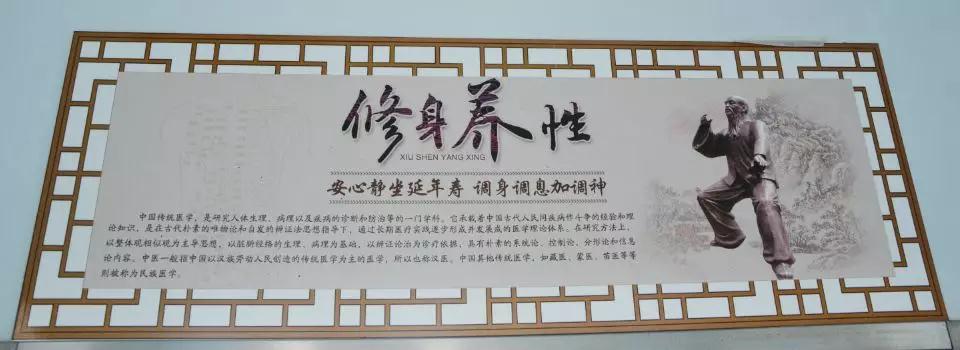 修身养性
XIU SHEN YANG XING
安心静坐延年寿 调身调息加调神
中国传统医学，是研究人体生理、病理以及疾病的诊断和防治等的一门学科。它承载着中国古代人民同疾病作斗争的经验和理
论知识，是在古代朴素的唯物论和自发的辨证法思想指导下，通过长期医疗实践逐步形成并发展成的医学理论体系。在研究方法上，
以整体观相似观为主导思想，以脏腑经络的生理、病理为基础，以辨证论治为诊疗依据，具有朴素的系统论、控制论、分形论和信息
论内容。中医一般指中国以汉族劳动人民创造的传统医学为主的医学，所以也称汉医。中国其他传统医学，如藏医、蒙医、苗医等等
则被称为民族医学。